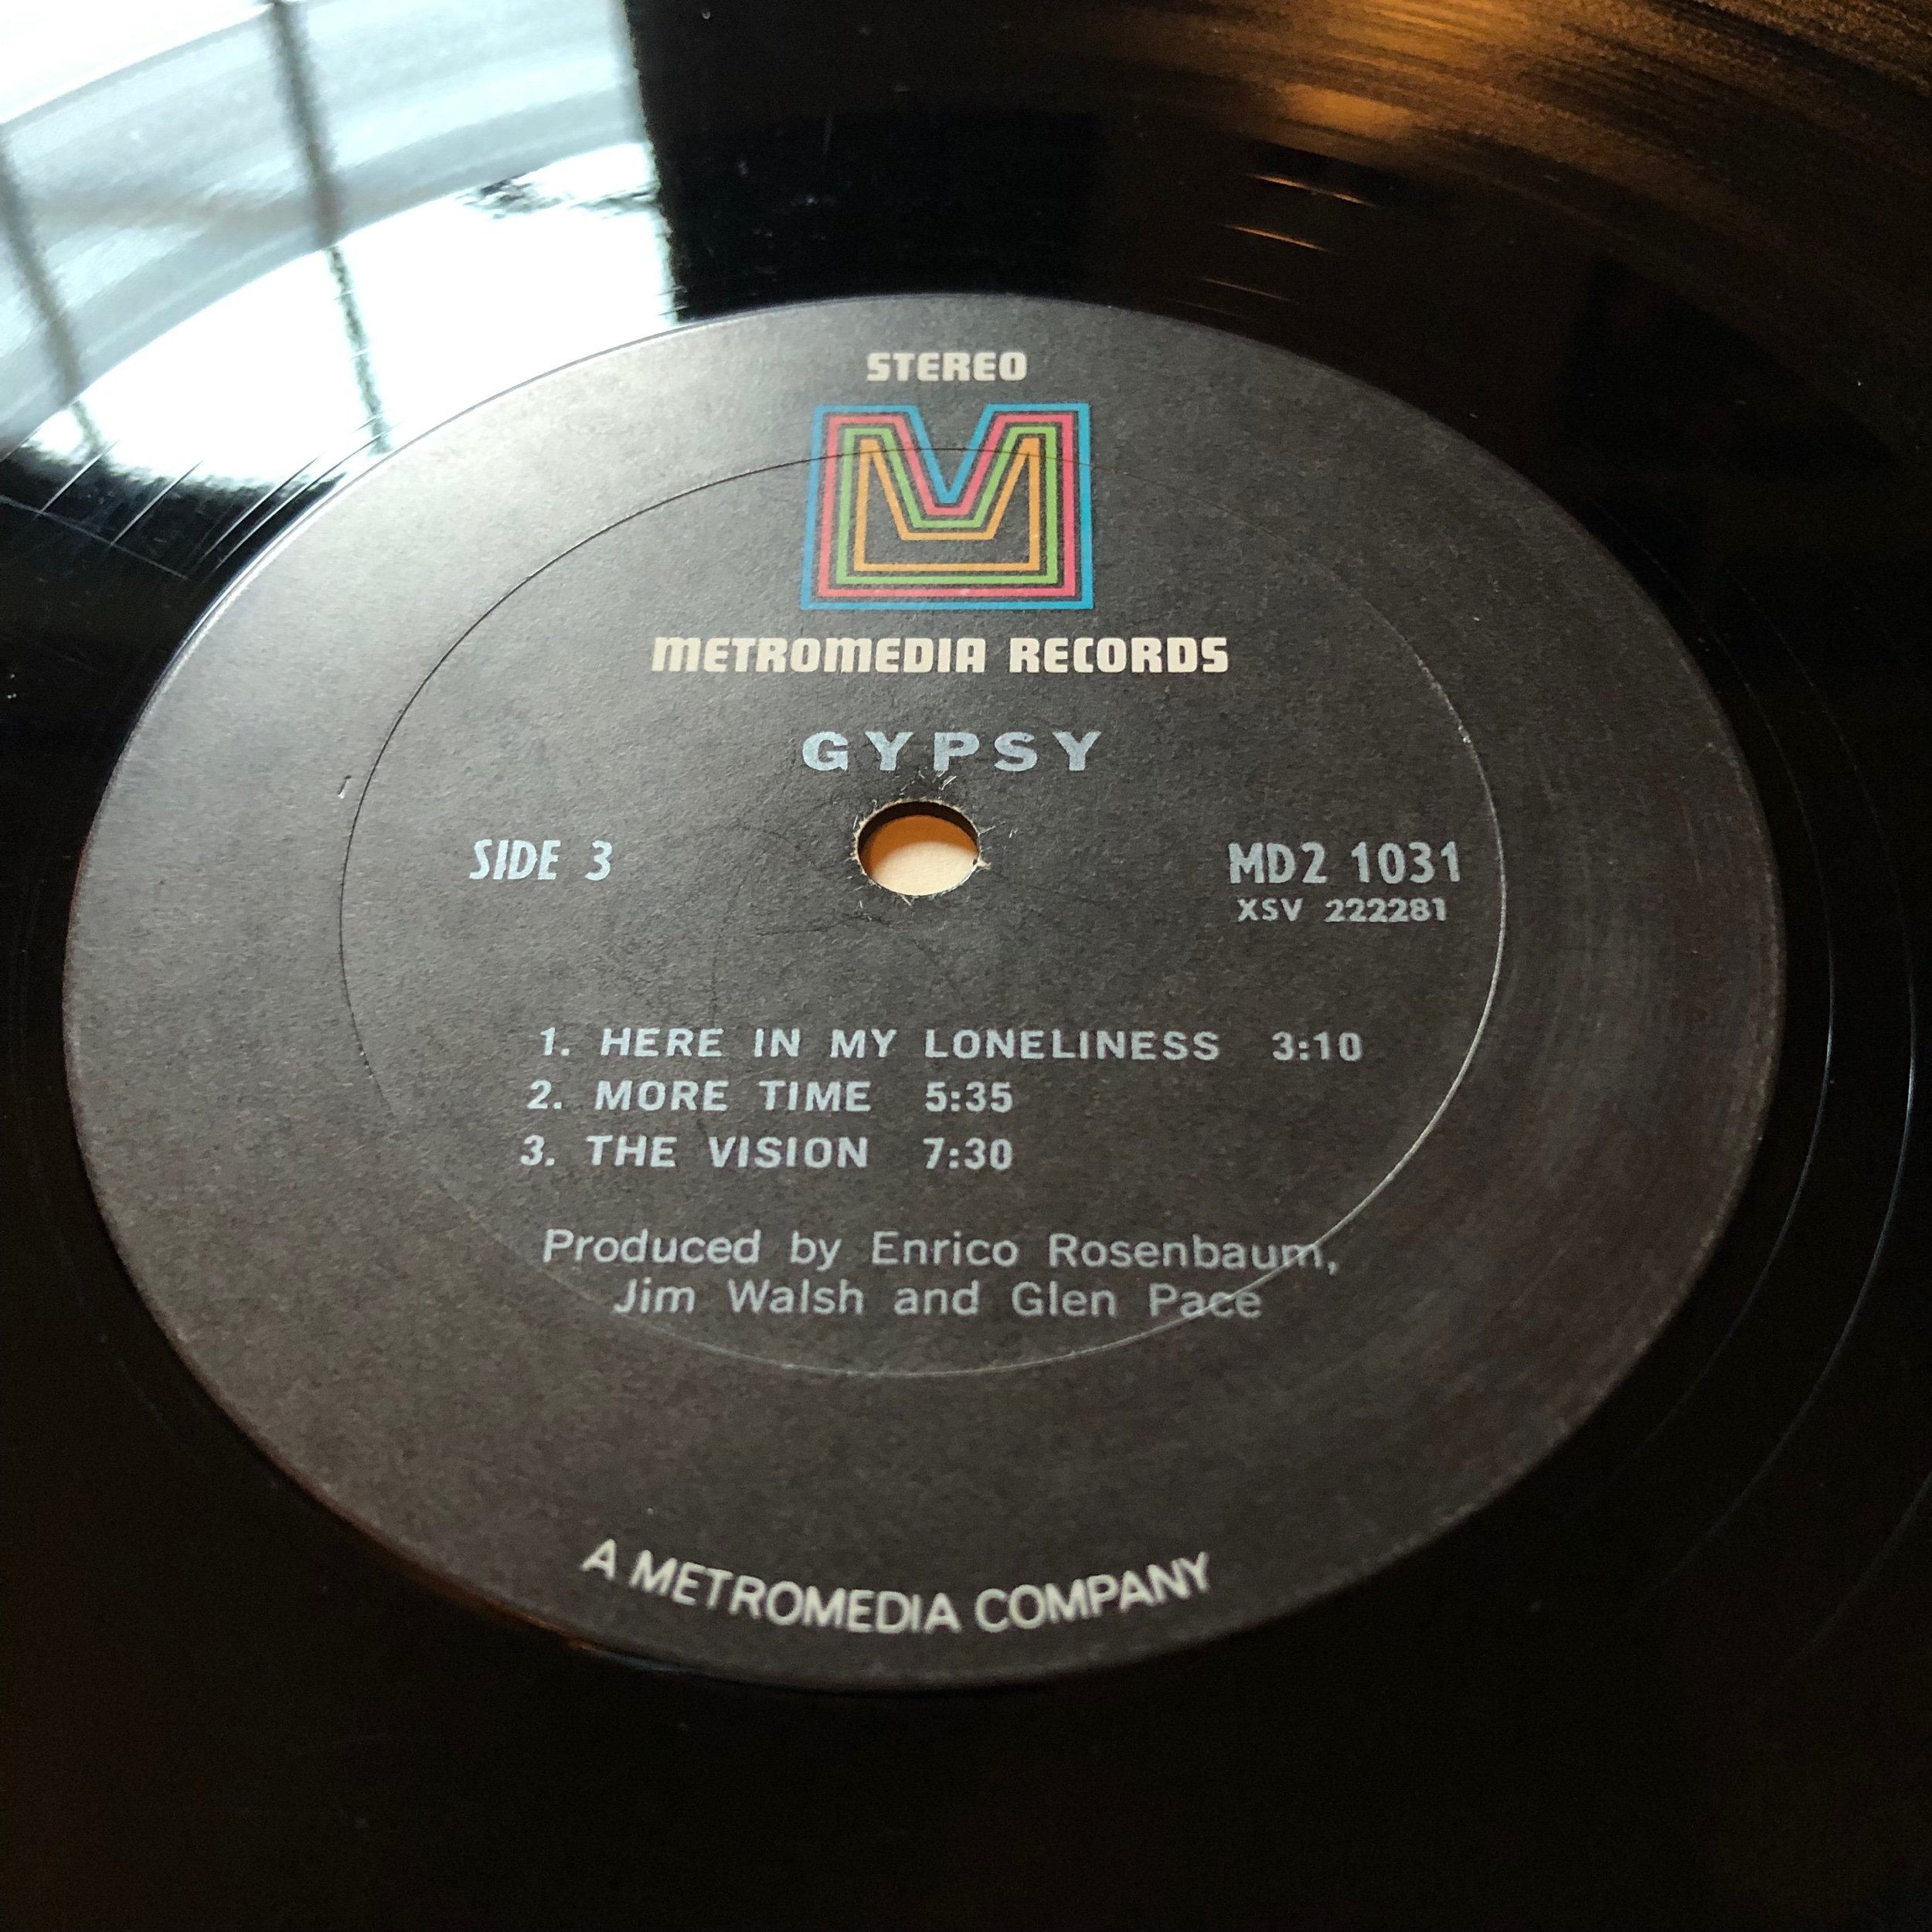 STEREO
METROMEDIA RECORDS
GYPSY
SIDE 3
MD2 1031
XSV 222281
1. HERE IN MY LONELINESS 3:10
2. MORE TIME 5:35
3. THE VISION 7:30
Produced by Enrico Rosenbaum,
Jim Walsh and Glen Pace
A METROMEDIA COMPANY